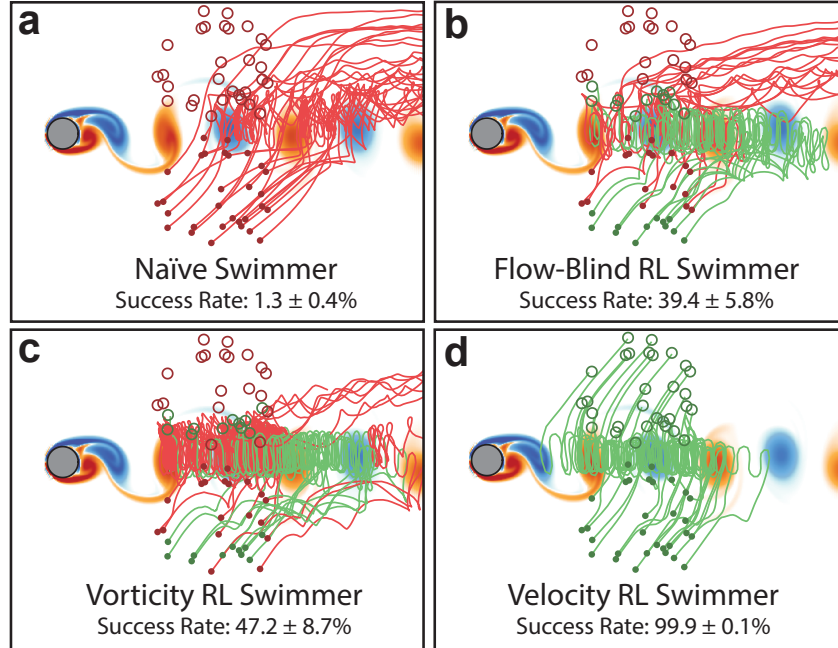 a
Naïve Swimmer
Success Rate: 1.3 ± 0.4%
b
Flow-Blind RL Swimmer
Success Rate: 39.4 ± 5.8%
c
Vorticity RL Swimmer
Success Rate: 47.2 ± 8.7%
d
Velocity RL Swimmer
Success Rate: 99.9 ± 0.1%